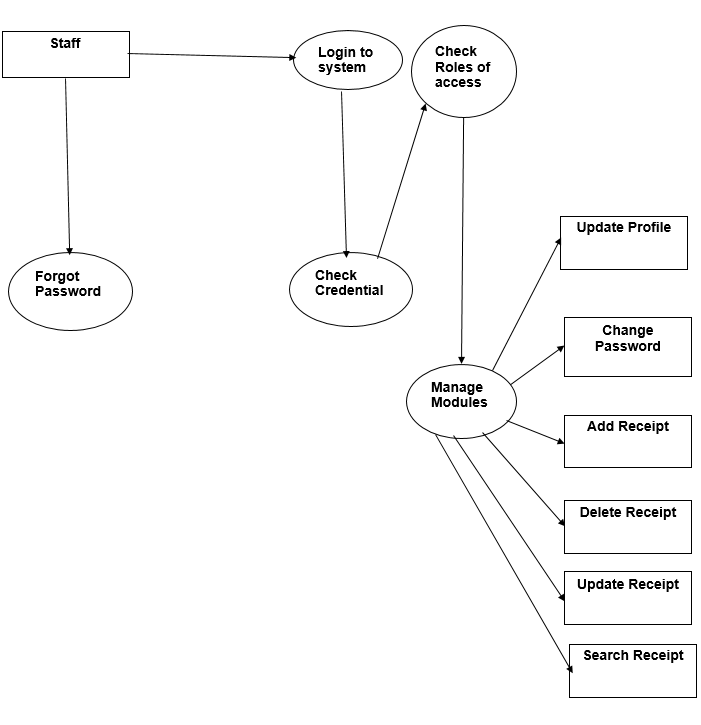 Staff
Login to
system
Check
Roles of
access
Forgot
Password
Check
Credential
Manage
Modules
Update Profile
Change
Password
Add Receipt
Delete Receipt
Update Receipt
Search Receipt